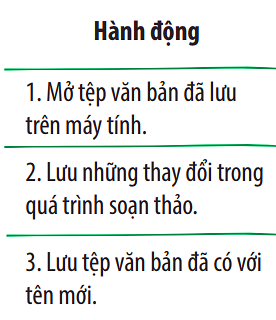 Hành động
1. Mở tệp văn bản đã lưu
trên máy tính.
2. Lưu những thay đổi trong
quá trình soạn thảo.
3. Lưu tệp văn bản đã có với
tên mới.